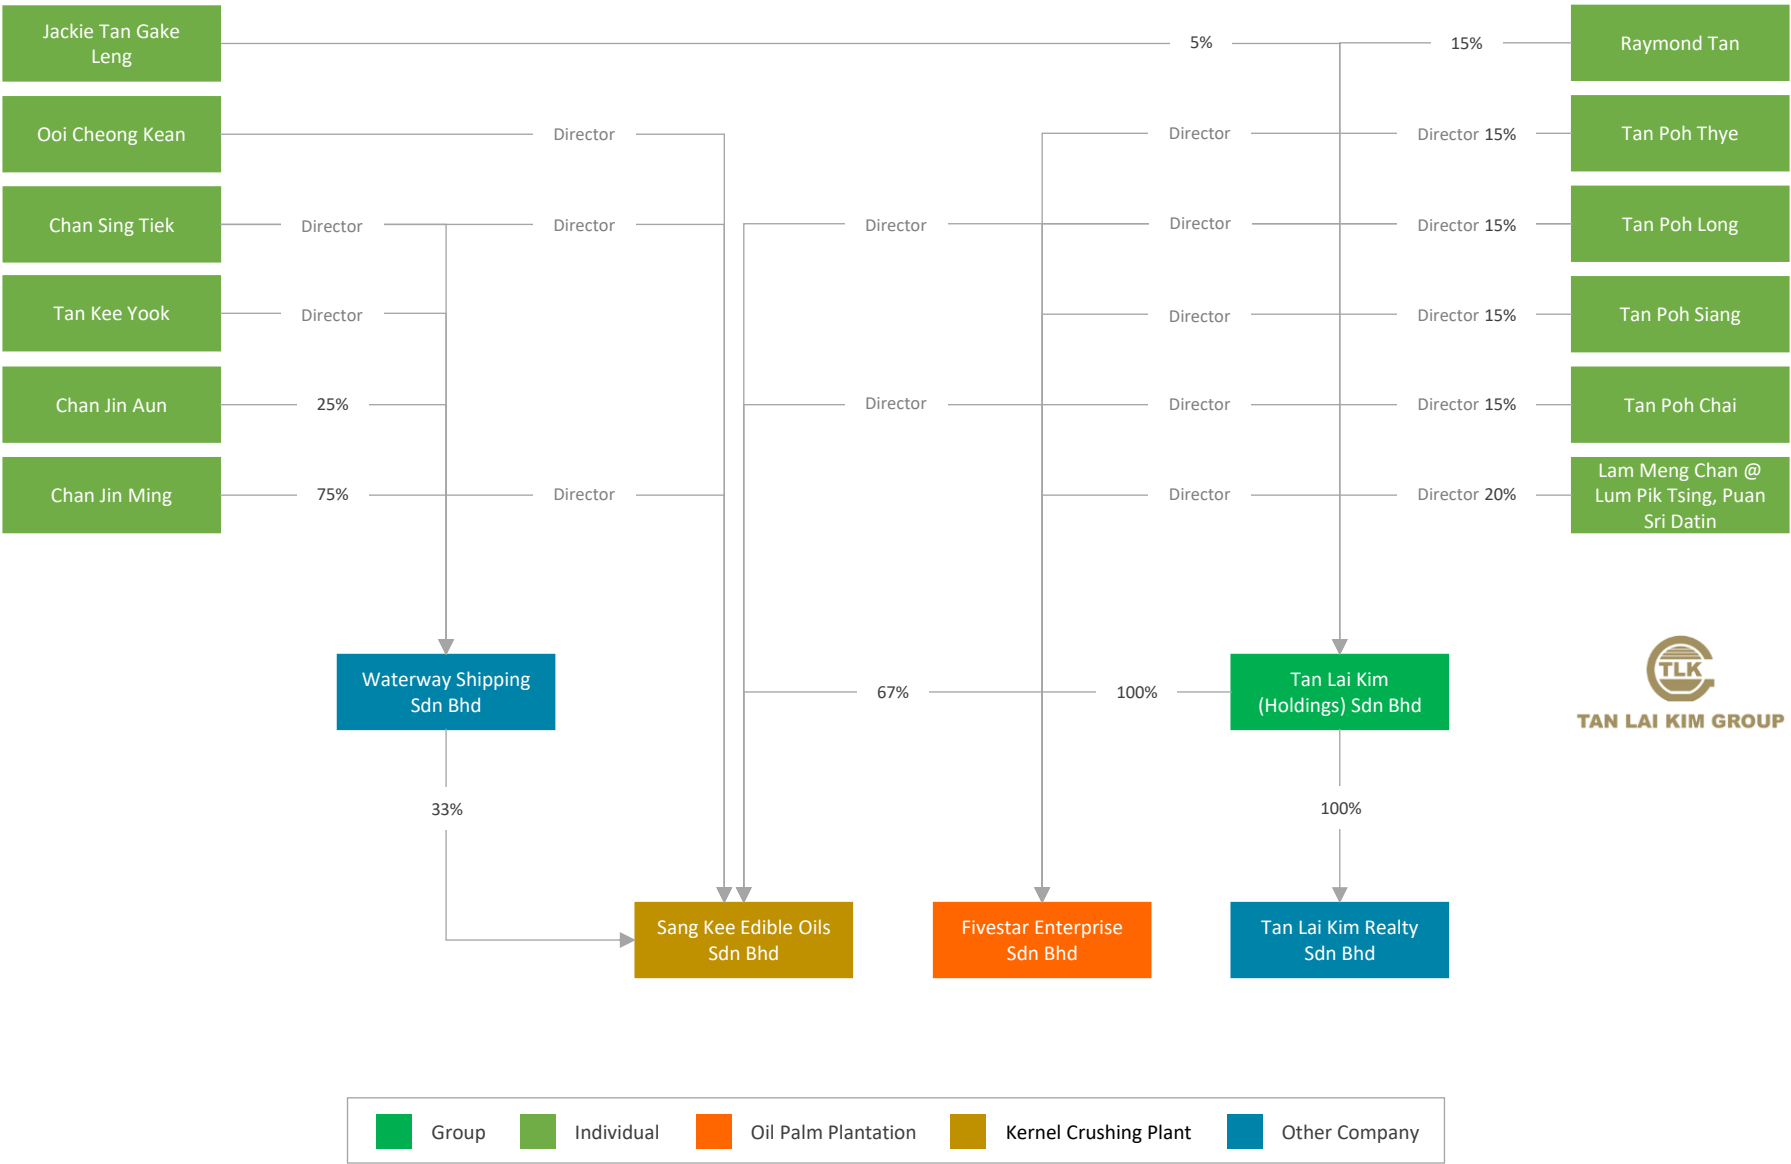 Jackie Tan Gake
Leng
5%
15%
Raymond Tan
Ooi Cheong Kean
Director
Director
Director 15%
Tan Poh Thye
Chan Sing Tiek
Director
Director
Director
Director
Director 15%
Tan Poh Long
Tan Kee Yook
Director
Director
Director 15%
Tan Poh Siang
Chan Jin Aun
25%
Director
Director
Director 15%
Tan Poh Chai
Chan Jin Ming
75%
Director
Director
Director 20%
Lam Meng Chan @
Lum Pik Tsing, Puan
Sri Datin
Waterway Shipping
Sdn Bhd
67%
100%
Tan Lai Kim
(Holdings) Sdn Bhd
TLK
TAN LAI KIM GROUP
33%
100%
Sang Kee Edible Oils
Sdn Bhd
Fivestar Enterprise
Sdn Bhd
Tan Lai Kim Realty
Sdn Bhd
Group
Individual
Oil Palm Plantation
Kernel Crushing Plant
Other Company